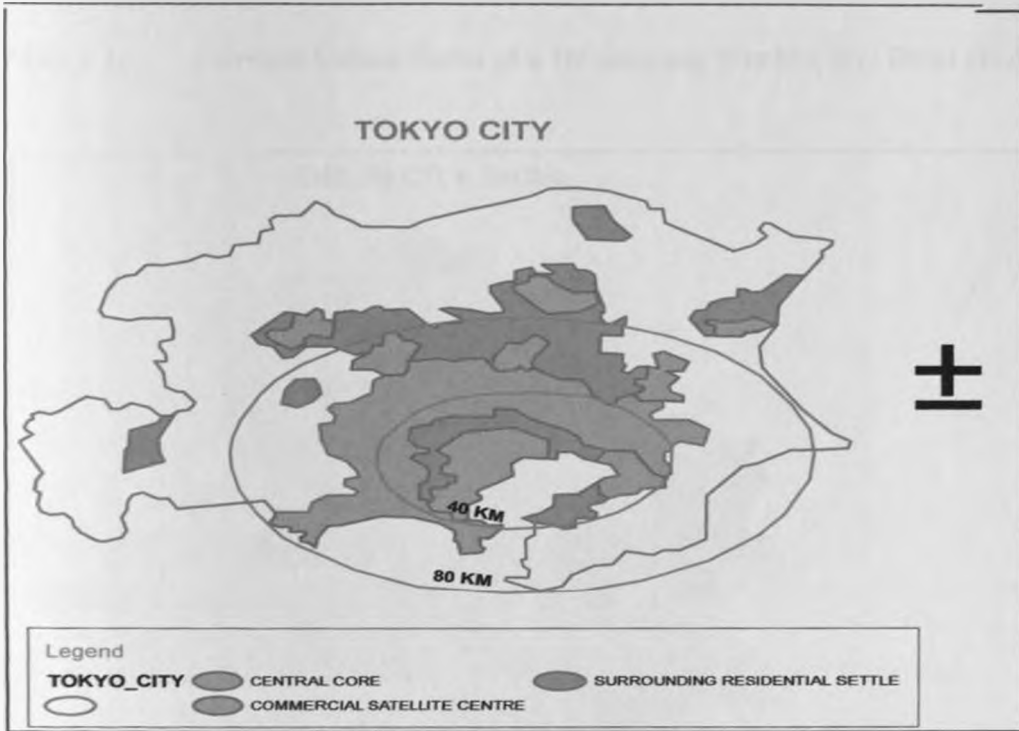 TOKYO CITY
40 KM
80 KM
Legend
TOKYO_CITY
CENTRAL CORE
SURROUNDING RESIDENTIAL SETTLE
COMMERCIAL SATELLITE CENTRE